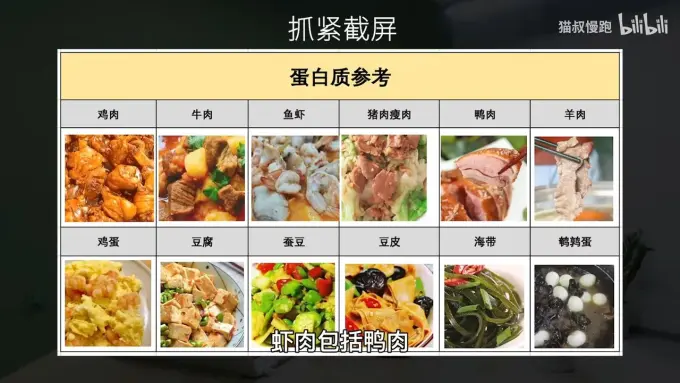 抓紧截屏
猫叔慢跑 bilibili
蛋白质参考
鸡肉 牛肉 鱼虾 猪肉瘦肉 鸭肉 羊肉
鸡蛋 豆腐 蚕豆 豆皮 海带 鹌鹑蛋
虾肉包括鸭肉